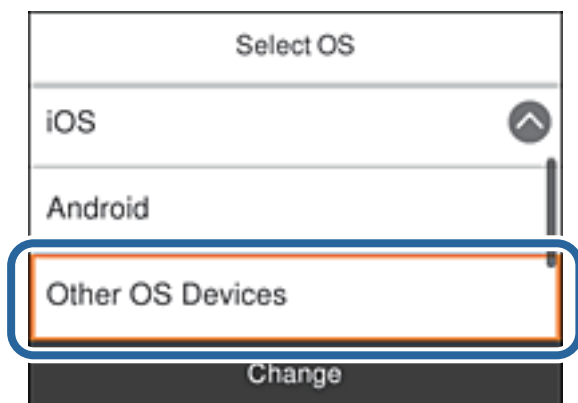 Select OS
iOS
Android
Other OS Devices
Change